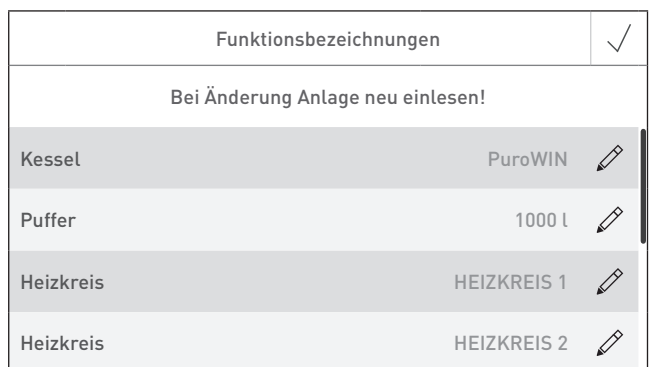 Funktionsbezeichnungen
Bei Änderung Anlage neu einlesen!
Kessel PuroWIN
Puffer 1000 l
Heizkreis HEIZKREIS 1
Heizkreis HEIZKREIS 2